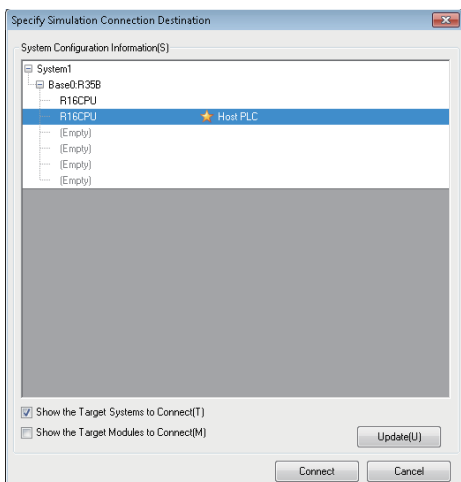 Specify Simulation Connection Destination
System Configuration Information(S)
System1
Base0:R35B
R16CPU
R16CPU Host PLC
(Empty)
(Empty)
(Empty)
(Empty)
Show the Target Systems to Connect(T)
Show the Target Modules to Connect(M)
Update(U)
Connect Cancel